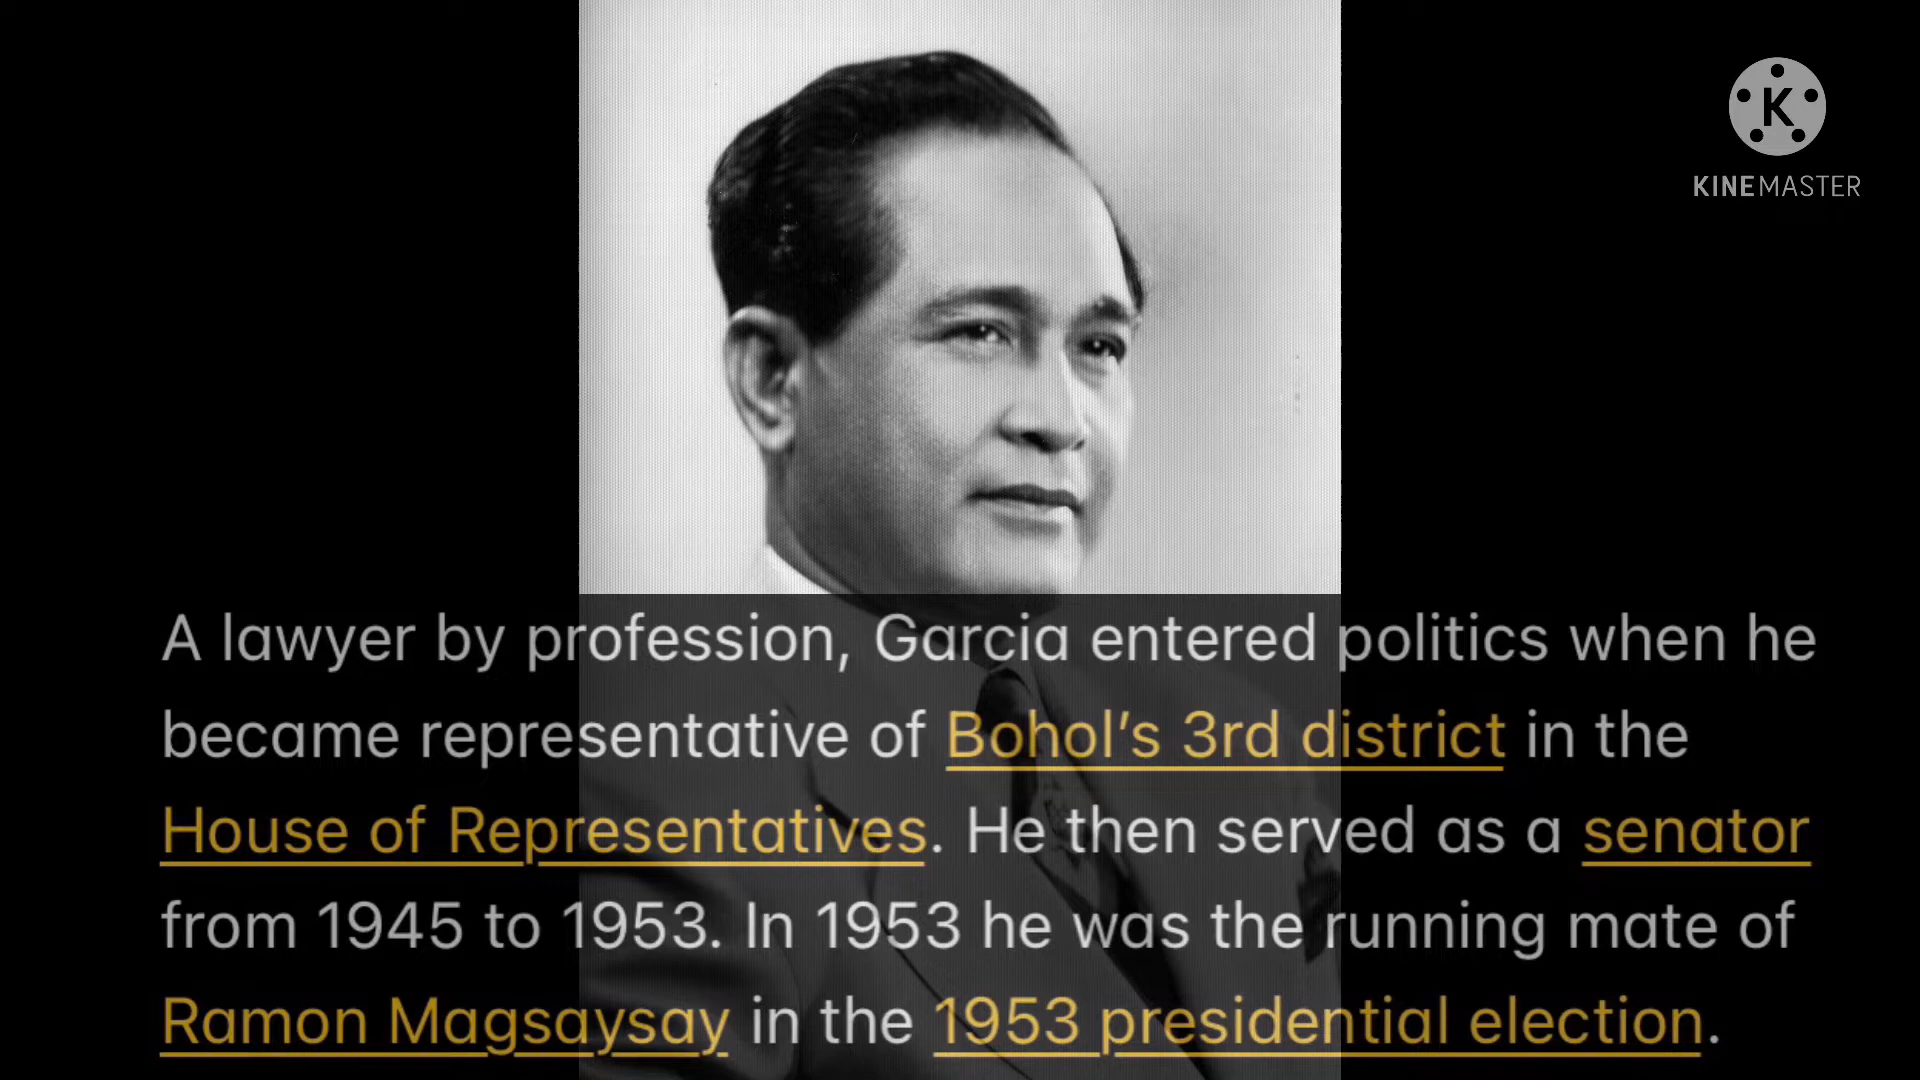 K
KINEMASTER
A lawyer by profession, Garcia entered politics when he
became representative of Bohol's 3rd district in the
House of Representatives. He then served as a senator
from 1945 to 1953. In 1953 he was the running mate of
Ramon Magsaysay in the 1953 presidential election.